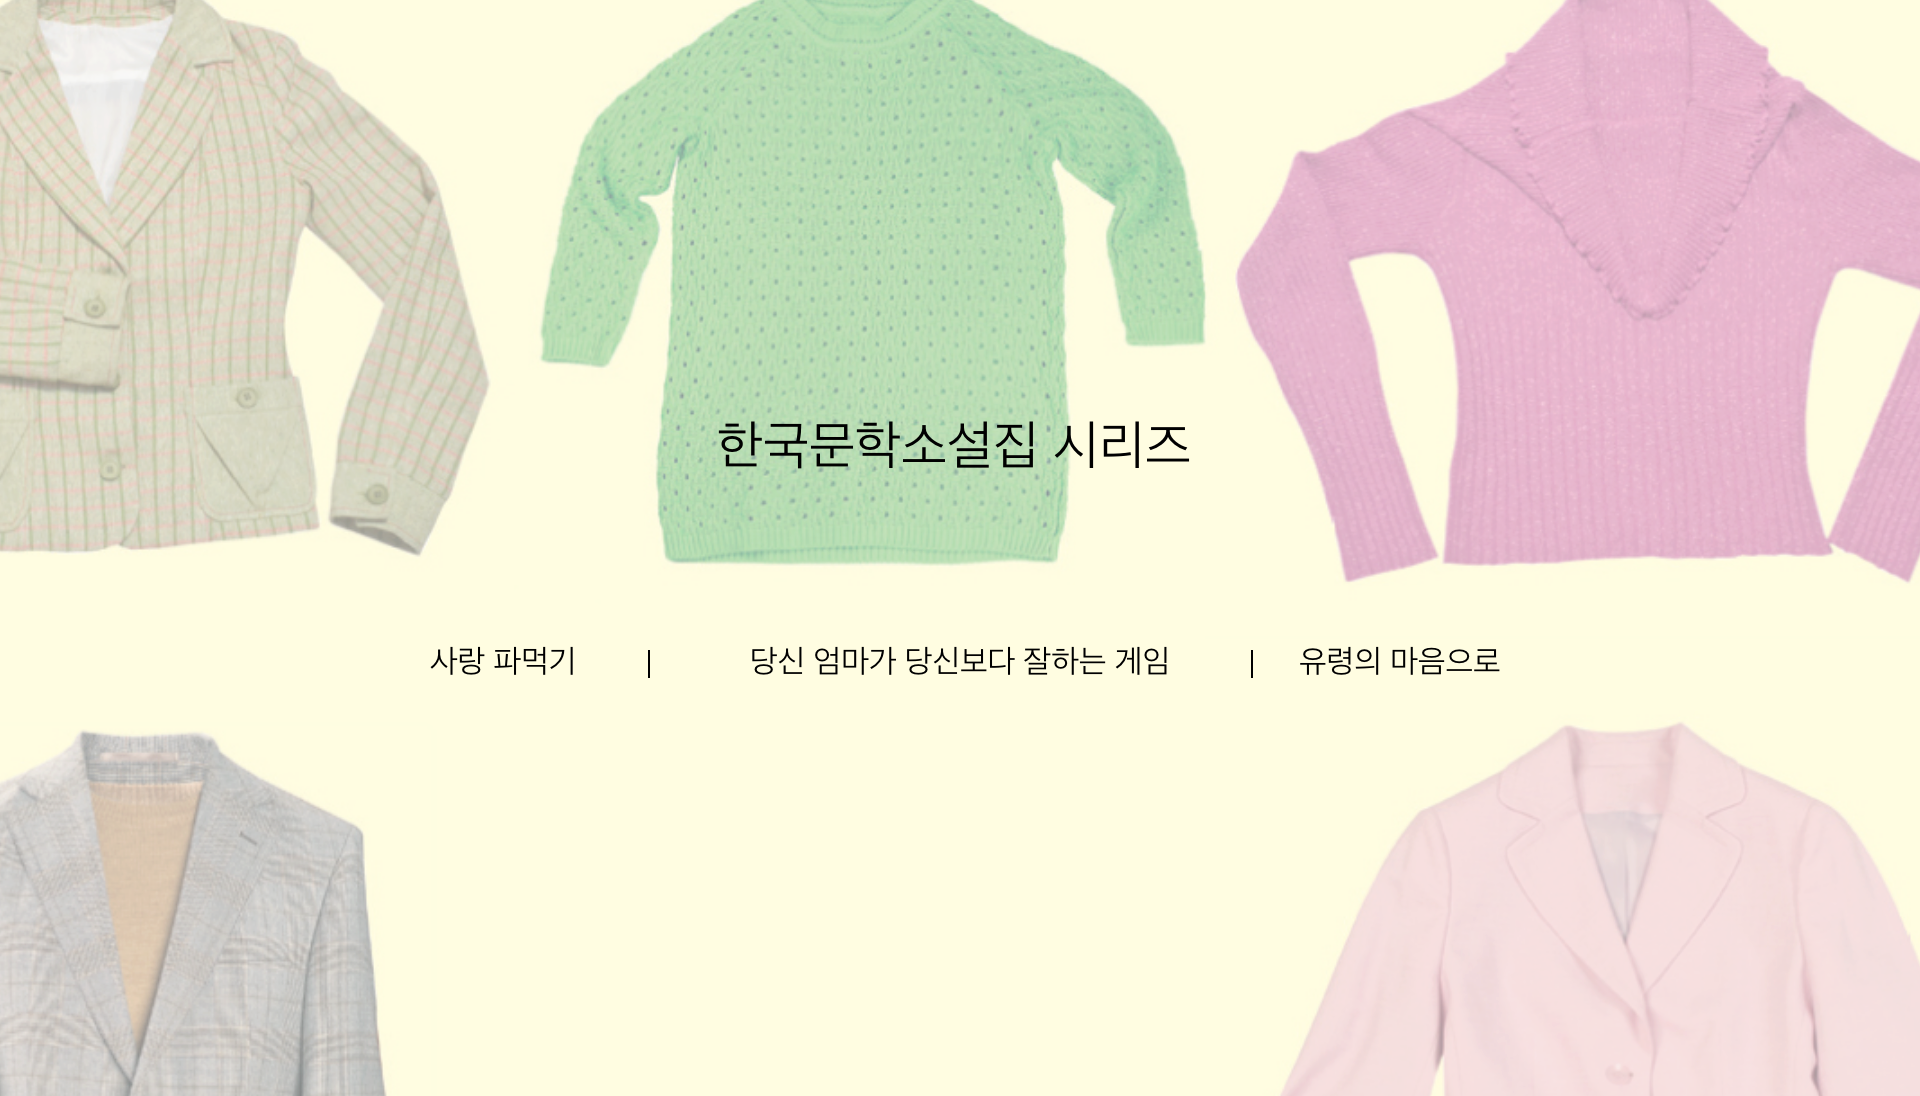 한국문학소설집 시리즈
사랑 파먹기 | 당신 엄마가 당신보다 잘하는 게임 | 유령의 마음으로